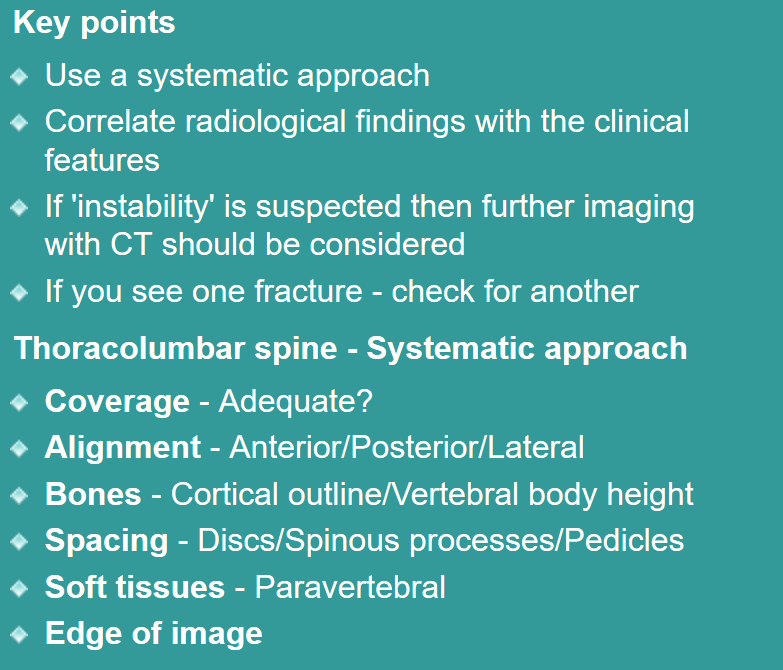 Key points
Use a systematic approach
Correlate radiological findings with the clinical
features
If 'instability' is suspected then further imaging
with CT should be considered
If you see one fracture - check for another
Thoracolumbar spine - Systematic approach
Coverage - Adequate?
Alignment - Anterior/Posterior/Lateral
Bones - Cortical outline/Vertebral body height
Spacing - Discs/Spinous processes/Pedicles
Soft tissues - Paravertebral
Edge of image